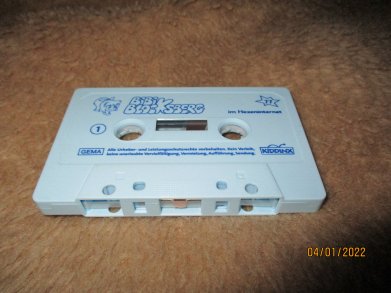 BiBi
BLOCKSBERG
im Hexeninternat
1
GEMA
Alle Urheber- und Leistungsschutzrechte vorbehalten. Kein Verleih,
keine unerlaubte Vervielfältigung, Vermietung, Aufführung, Sendung.
KIDDINX
04/01/2022